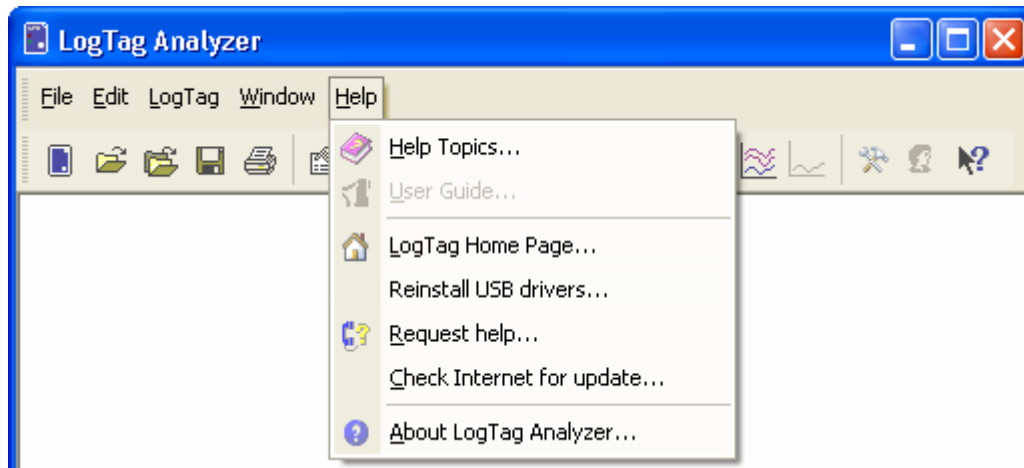 LogTag Analyzer
File Edit LogTag Window Help
Help Topics...
User Guide...
LogTag Home Page...
Reinstall USB drivers...
Request help...
Check Internet for update...
About LogTag Analyzer...